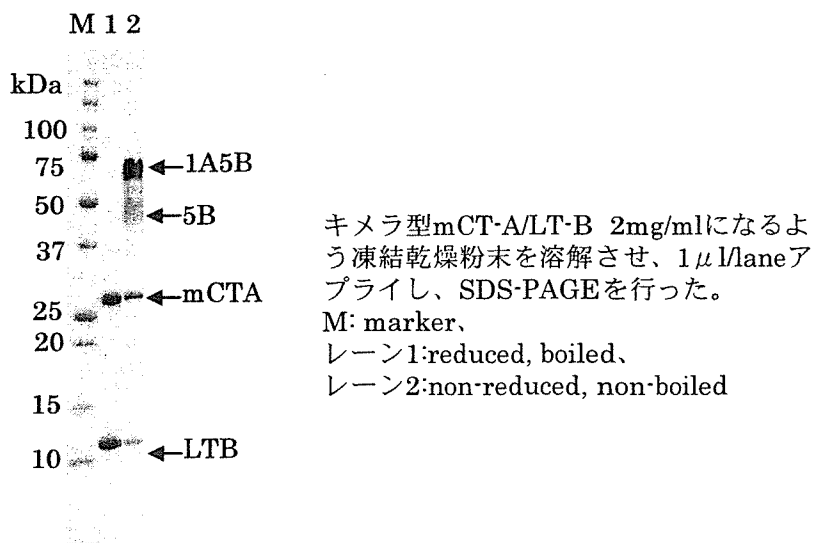 M 1 2
kDa
100
75
50
37
25
20
15
10
←1A5B
←5B
←mCTA
←LTB
キメラ型mCT-A/LT-B 2mg/mlになるよ
う凍結乾燥粉末を溶解させ、1μl/laneア
プライし、SDS-PAGEを行った。
M: marker、
レーン1:reduced, boiled、
レーン2:non-reduced, non-boiled